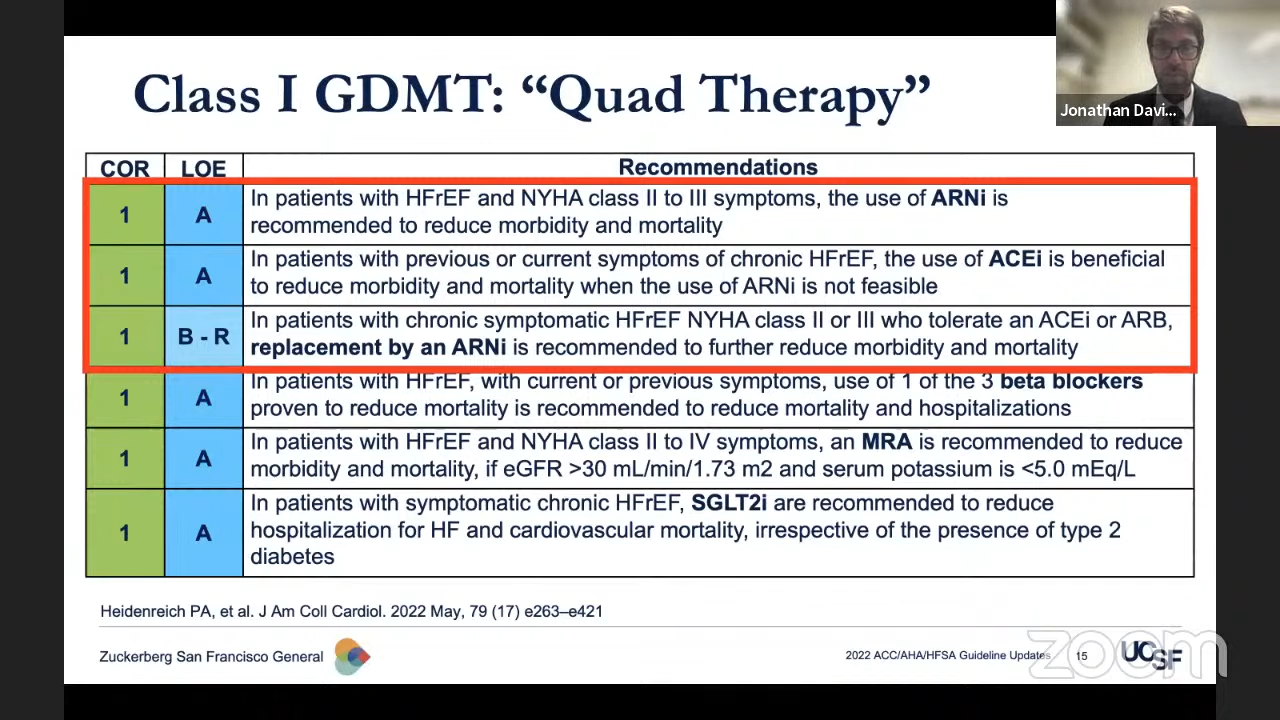 Class I GDMT: “Quad Therapy”
Jonathan Davi...
COR LOE Recommendations
1 A In patients with HFrEF and NYHA class II to III symptoms, the use of ARNi is
recommended to reduce morbidity and mortality
1 A In patients with previous or current symptoms of chronic HFrEF, the use of ACEi is beneficial
to reduce morbidity and mortality when the use of ARNi is not feasible
1 B - R In patients with chronic symptomatic HFrEF NYHA class II or III who tolerate an ACEi or ARB,
replacement by an ARNi is recommended to further reduce morbidity and mortality
1 A In patients with HFrEF, with current or previous symptoms, use of 1 of the 3 beta blockers
proven to reduce mortality is recommended to reduce mortality and hospitalizations
1 A In patients with HFrEF and NYHA class II to IV symptoms, an MRA is recommended to reduce
morbidity and mortality, if eGFR >30 mL/min/1.73 m2 and serum potassium is <5.0 mEq/L
1 A In patients with symptomatic chronic HFrEF, SGLT2i are recommended to reduce
hospitalization for HF and cardiovascular mortality, irrespective of the presence of type 2
diabetes
Heidenreich PA, et al. J Am Coll Cardiol. 2022 May, 79 (17) e263–e421
Zuckerberg San Francisco General
2022 ACC/AHA/HFSA Guideline Updates 15
zoom
UCSF